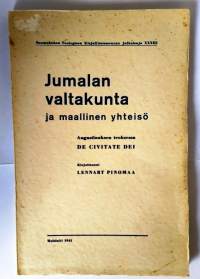 Suomalaisen Teologisen Kirjallisuusseuran julkaisuja XXXIII
Jumalan
valtakunta
ja maallinen yhteisö
Augustinuksen teoksessa
DE CIVITATE DEI
Kirjoittanut
LENNART PINOMAA
Helsinki 1941